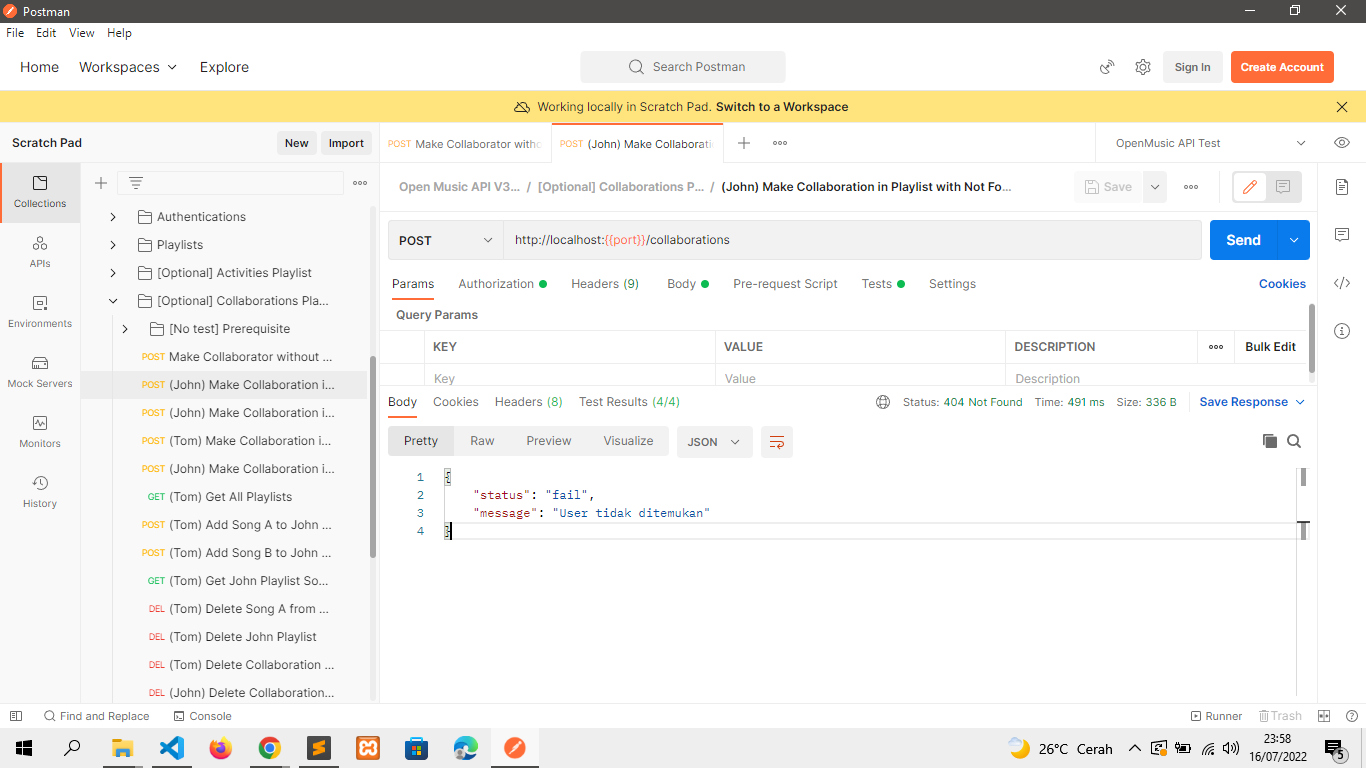 Postman
File Edit View Help
Home Workspaces Explore
Search Postman
Sign In
Create Account
Working locally in Scratch Pad. Switch to a Workspace
Scratch Pad
New
Import
POST Make Collaborator witho
POST (John) Make Collaborati
OpenMusic API Test
Collections
APIs
Environments
Mock Servers
Monitors
History
Authentications
Playlists
[Optional] Activities Playlist
[Optional] Collaborations Pla...
[No test] Prerequisite
POST Make Collaborator without ...
POST (John) Make Collaboration i...
POST (John) Make Collaboration i...
POST (Tom) Make Collaboration i...
POST (John) Make Collaboration i...
GET (Tom) Get All Playlists
POST (Tom) Add Song A to John ...
POST (Tom) Add Song B to John ...
GET (Tom) Get John Playlist So...
DEL (Tom) Delete Song A from ...
DEL (Tom) Delete John Playlist
DEL (Tom) Delete Collaboration ...
DEL (John) Delete Collaboration...
Open Music API V3... / [Optional] Collaborations P... / (John) Make Collaboration in Playlist with Not Fo...
Save
POST
http://localhost:{{port}}/collaborations
Send
Params Authorization Headers (9) Body Pre-request Script Tests Settings Cookies
Query Params
KEY VALUE DESCRIPTION Bulk Edit
Key Value Description
Body Cookies Headers (8) Test Results (4/4)
Status: 404 Not Found Time: 491 ms Size: 336 B Save Response
Pretty Raw Preview Visualize JSON
1 {
2 "status": "fail",
3 "message": "User tidak ditemukan"
4 }
Find and Replace Console
Runner Trash
26°C Cerah
23:58
16/07/2022
5